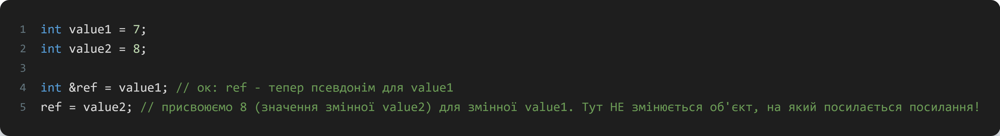 1 int value1 = 7;
2 int value2 = 8;
3
4 int &ref = value1; // ок: ref - тепер псевдонім для value1
5 ref = value2; // присвоюємо 8 (значення змінної value2) для змінної value1. Тут НЕ змінюється об'єкт, на який посилається посилання!